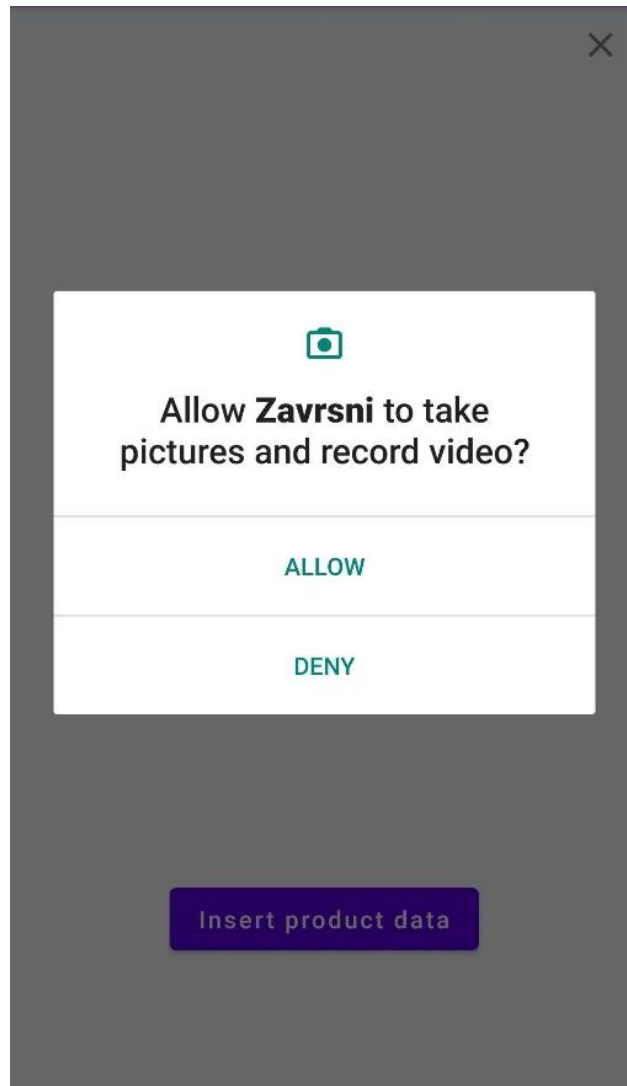 Allow Zavrsni to take
pictures and record video?
ALLOW
DENY
Insert product data